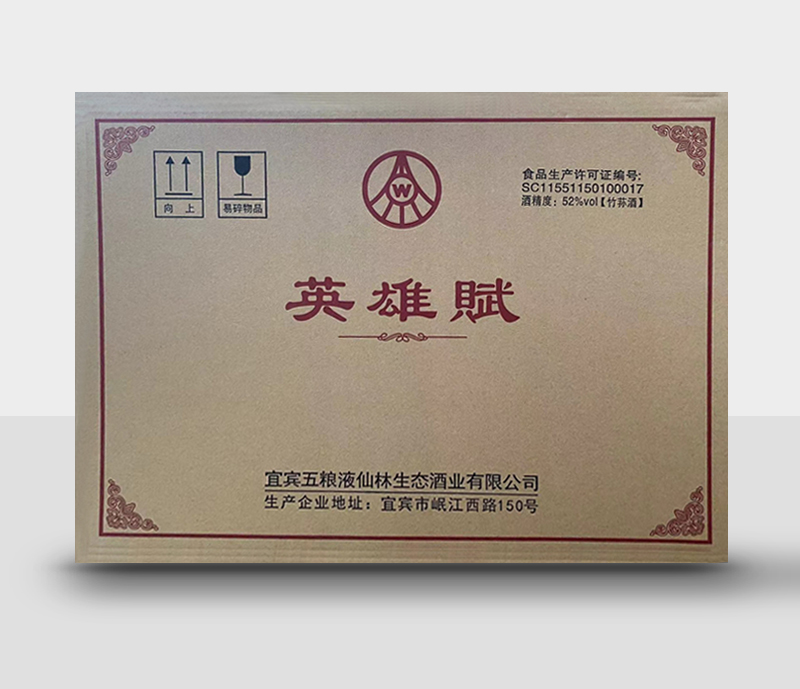 向 上
易碎物品
W
食品生产许可证编号:
SC11551150100017
酒精度：52%vol【竹荪酒】
英雄賦
宜宾五粮液仙林生态酒业有限公司
生产企业地址：宜宾市岷江西路150号